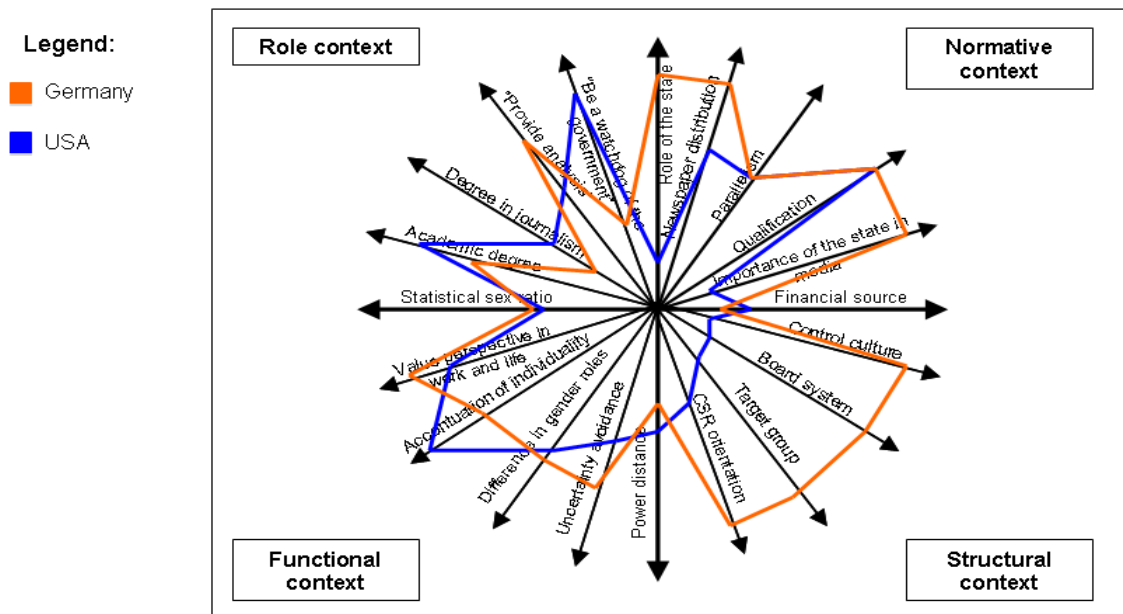 Legend:
Germany
USA
Role context
Normative
context
"Provide analysis"
"Be a watchdog of the
government"
Role of the state
Newspaper distribution
Parallelism
Qualification
Importance of the state in
media
Financial source
Control culture
Board system
Target group
CSR orientation
Power distance
Uncertainty avoidance
Difference in gender roles
Accentuation of individuality
Value perspective in
work and life
Statistical sex ratio
Academic degree
Degree in journalism
Functional
context
Structural
context